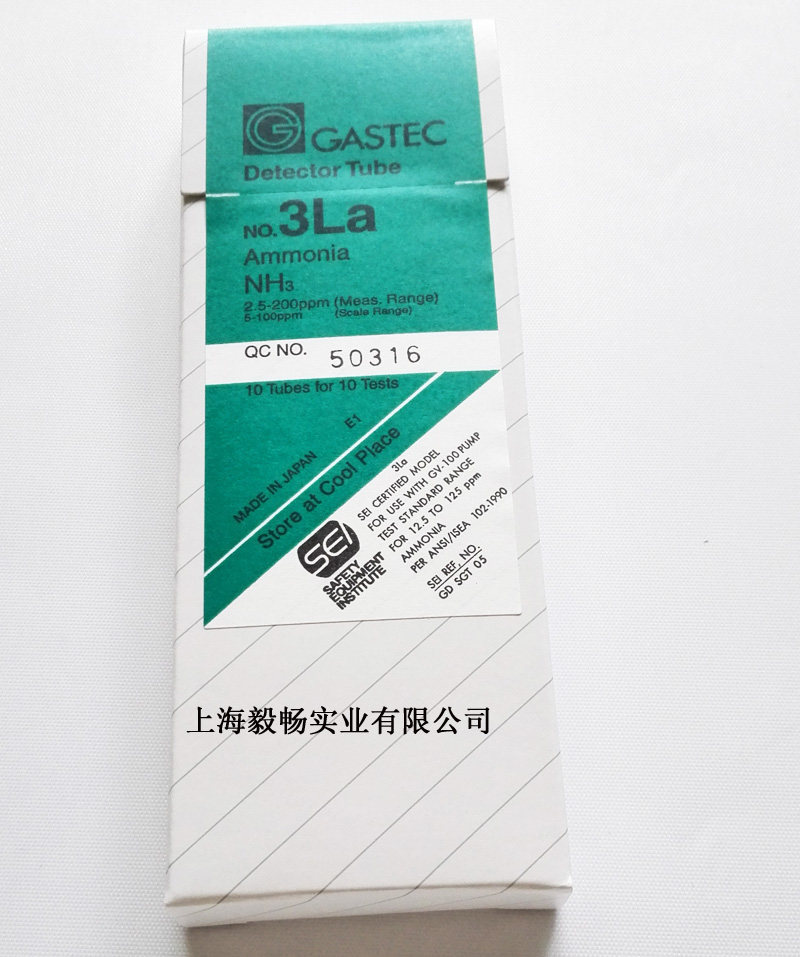 GASTEC
Detector Tube
NO.3La
Ammonia
NH3
2.5-200ppm (Meas. Range)
5-100ppm (Scale Range)
QC NO. 50316
10 Tubes for 10 Tests
E1
MADE IN JAPAN
Store at Cool Place
SEI
SAFETY
EQUIPMENT
INSTITUTE
3La
SEI CERTIFIED MODEL
FOR USE WITH GV-100 PUMP
TEST STANDARD RANGE
FOR 12.5 TO 125 ppm
AMMONIA
PER ANSI/ISEA 102-1990
SEI REF. NO.
GD SGT 05
上海毅畅实业有限公司